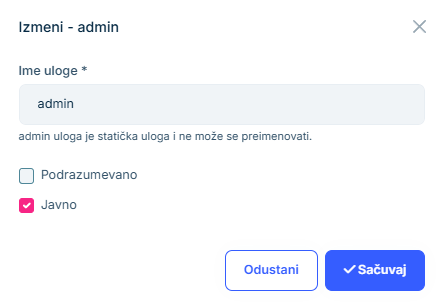 Izmeni - admin
Ime uloge *
admin
admin uloga je statička uloga i ne može se preimenovati.
Podrazumevano
Javno
Odustani
Sačuvaj